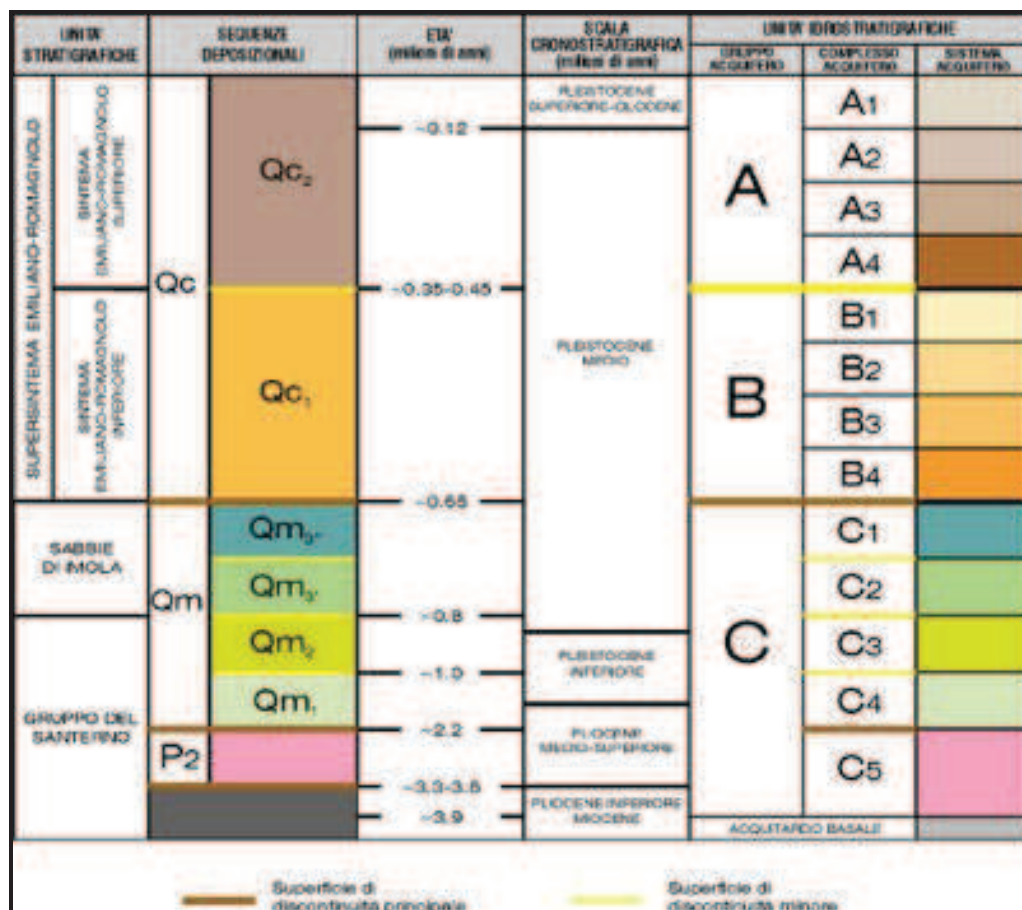 UNITA'
STRATIGRAFICHE
SEQUENZE
DEPOSIZIONALI
ETA'
(milioni di anni)
SCALA
CRONOSTRATIGRAFICA
(milioni di anni)
UNITA' IDROSTRATIGRAFICHE
GRUPPO
ACQUIFERO
COMPLESSO
ACQUIFERO
SISTEMA
ACQUIFERO
SUPERSINTEMA EMILIANO-ROMAGNOLO
SINTEMA
EMILIANO-ROMAGNOLO
SUPERIORE
SINTEMA
EMILIANO-ROMAGNOLO
INFERIORE
SABBIE
DI IMOLA
GRUPPO DEL
SANTERNO
Qc
Qm
P2
Qc2
Qc1
Qm3''
Qm3'
Qm2
Qm1
~0.12
~0.35-0.45
~0.65
~0.8
~1.0
~2.2
~3.3-3.6
~3.9
PLEISTOCENE
SUPERIORE-OLOCENE
PLEISTOCENE
MEDIO
PLEISTOCENE
INFERIORE
PLIOCENE
MEDIO-SUPERIORE
PLIOCENE INFERIORE
MIOCENE
A
B
C
A1
A2
A3
A4
B1
B2
B3
B4
C1
C2
C3
C4
C5
ACQUITARDO BASALE
Superficie di
discontinuità principale
Superficie di
discontinuità minore